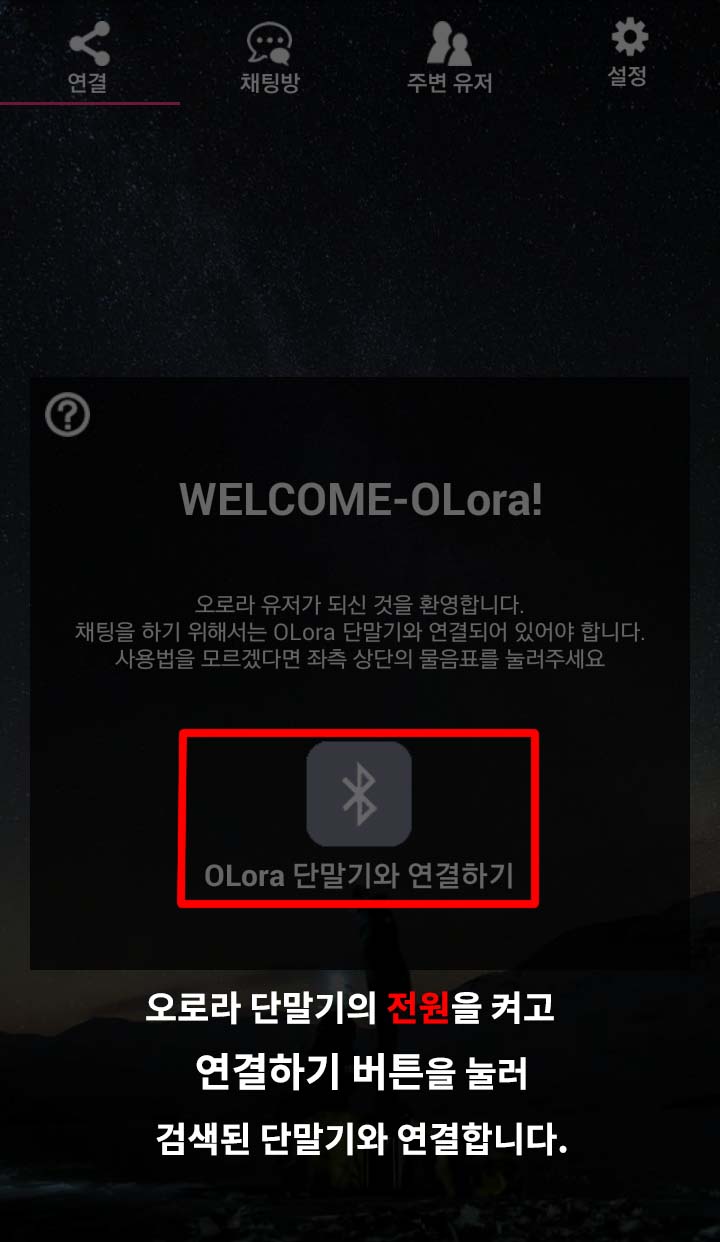 연결
채팅방
주변 유저
설정
WELCOME-OLora!
오로라 유저가 되신 것을 환영합니다.
채팅을 하기 위해서는 OLora 단말기와 연결되어 있어야 합니다.
사용법을 모르겠다면 좌측 상단의 물음표를 눌러주세요
OLora 단말기와 연결하기
오로라 단말기의 전원을 켜고
연결하기 버튼을 눌러
검색된 단말기와 연결합니다.